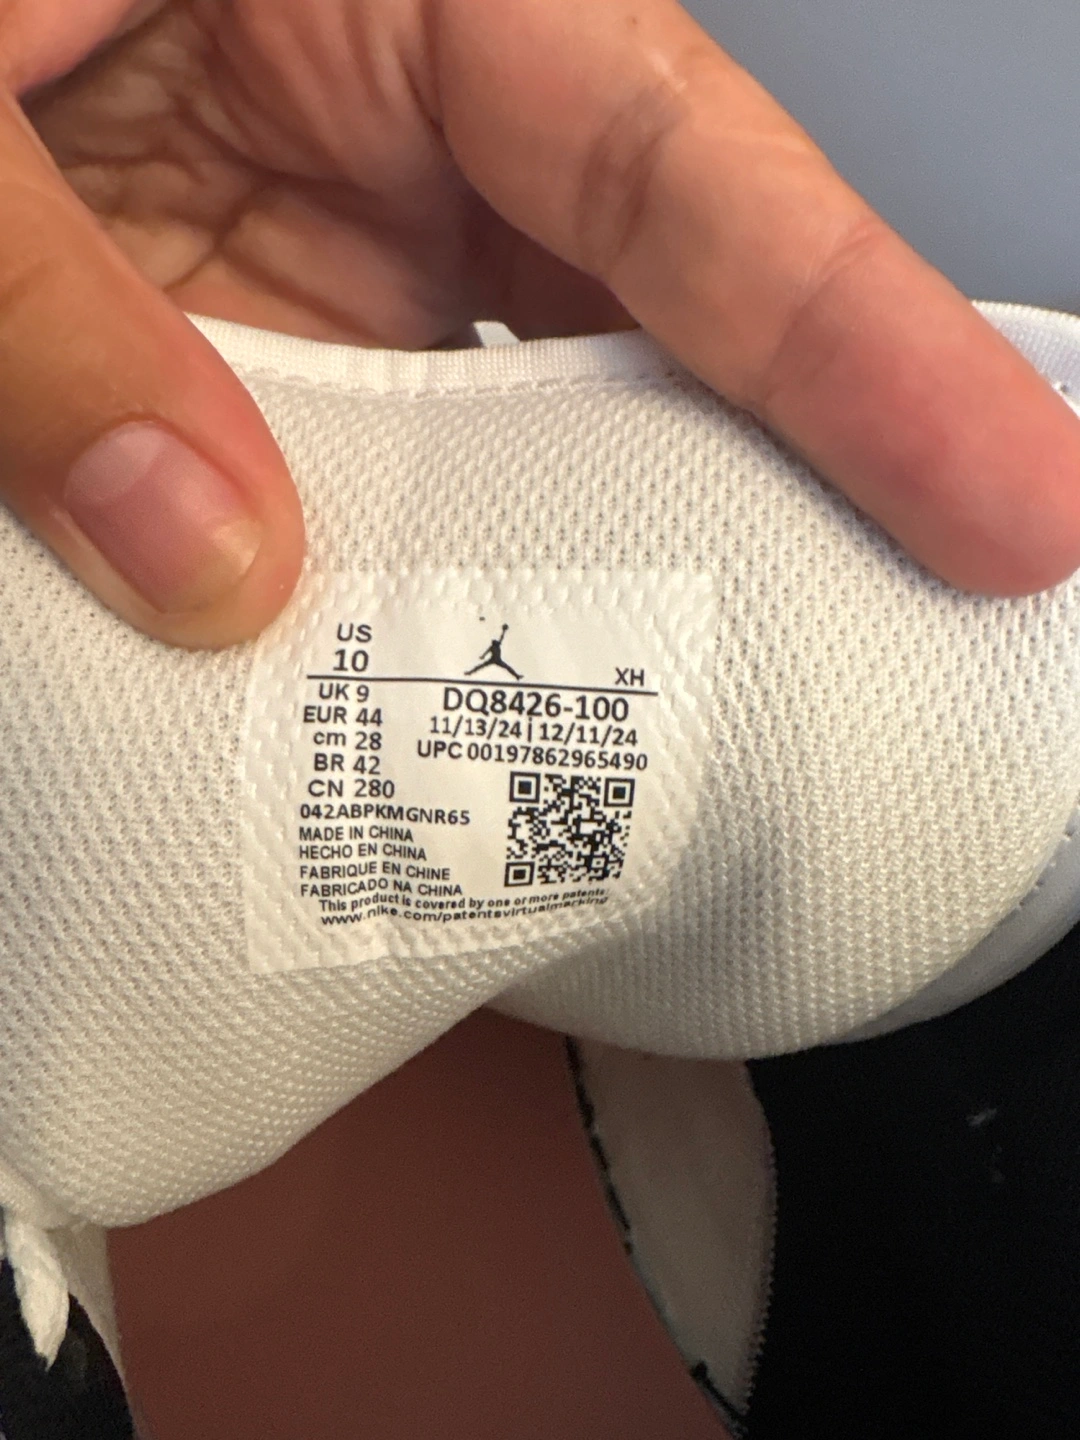 US
10
XH
UK 9
EUR 44
cm 28
BR 42
CN 280
DQ8426-100
11/13/24|12/11/24
UPC 00197862965490
042ABPKMGNR65
MADE IN CHINA
HECHO EN CHINA
FABRIQUE EN CHINE
FABRICADO NA CHINA
This product is covered by one or more patents:
www.nike.com/patentsvirtualmarking